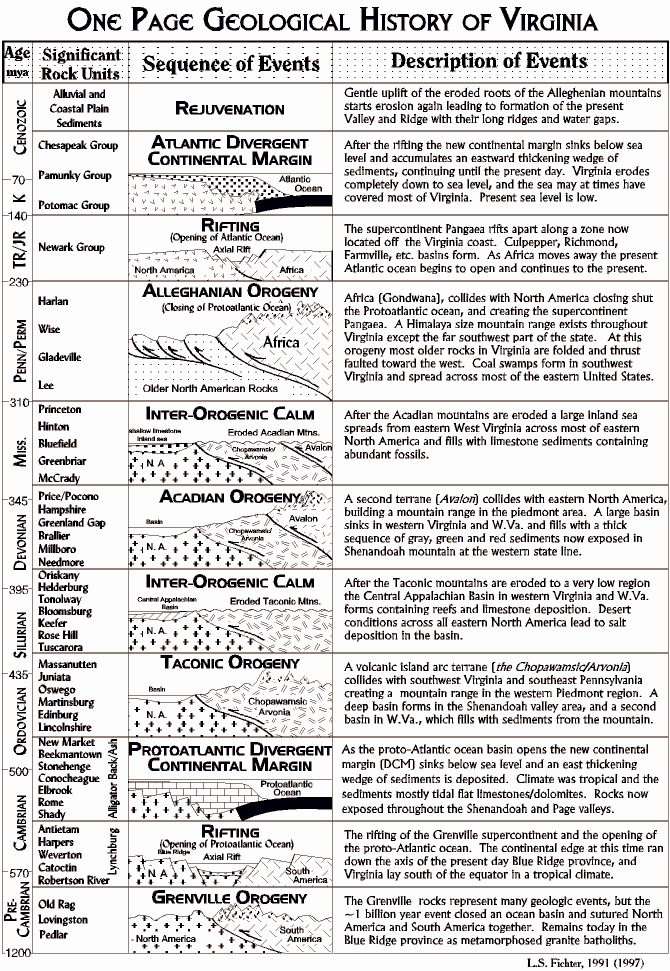 ONE PAGE GEOLOGICAL HISTORY OF VIRGINIA
Age
mya
Significant
Rock Units
Sequence of Events
Description of Events
CENOZOIC
Alluvial and
Coastal Plain
Sediments
REJUVENATION
Gentle uplift of the eroded roots of the Alleghenian mountains
starts erosion again leading to formation of the present
Valley and Ridge with their long ridges and water gaps.
Chesapeak Group
Pamunky Group
Potomac Group
70
K
140
ATLANTIC DIVERGENT
CONTINENTAL MARGIN
Atlantic
Ocean
After the rifting the new continental margin sinks below sea
level and accumulates an eastward thickening wedge of
sediments, continuing until the present day. Virginia erodes
completely down to sea level, and the sea may at times have
covered most of Virginia. Present sea level is low.
TR/JR
Newark Group
230
RIFTING
(Opening of Atlantic Ocean)
Axial Rift
North America
Africa
The supercontinent Pangaea rifts apart along a zone now
located off the Virginia coast. Culpepper, Richmond,
Farmville, etc. basins form. As Africa moves away the present
Atlantic ocean begins to open and continues to the present.
PENN/PERM
Harlan
Wise
Gladeville
Lee
310
ALLEGHANIAN OROGENY
(Closing of Protoatlantic Ocean)
Africa
Older North American Rocks
Africa (Gondwana), collides with North America closing shut
the Protoatlantic ocean, and creating the supercontinent
Pangaea. A Himalaya size mountain range exists throughout
Virginia except the far southwest part of the state. At this
orogeny most older rocks in Virginia are folded and thrust
faulted toward the west. Coal swamps form in southwest
Virginia and spread across most of the eastern United States.
MISS.
Princeton
Hinton
Bluefield
Greenbriar
McCrady
345
INTER-OROGENIC CALM
shallow limestone
inland sea
Eroded Acadian Mtns.
Chopawamsic/
Arvonia
Avalon
N.A.
After the Acadian mountains are eroded a large inland sea
spreads from eastern West Virginia across most of eastern
North America and fills with limestone sediments containing
abundant fossils.
DEVONIAN
Price/Pocono
Hampshire
Greenland Gap
Brallier
Millboro
Needmore
395
ACADIAN OROGENY
Basin
Chopawamsic/
Arvonia
Avalon
N.A.
A second terrane (Avalon) collides with eastern North America,
building a mountain range in the piedmont area. A large basin
sinks in western Virginia and W.Va. and fills with a thick
sequence of gray, green and red sediments now exposed in
Shenandoah mountain at the western state line.
SILURIAN
Oriskany
Helderburg
Tonolway
Bloomsburg
Keefer
Rose Hill
Tuscarora
435
INTER-OROGENIC CALM
Central Appalachian
Basin
Eroded Taconic Mtns.
N.A.
After the Taconic mountains are eroded to a very low region
the Central Appalachian Basin in western Virginia and W.Va.
forms containing reefs and limestone deposition. Desert
conditions across all eastern North America lead to salt
deposition in the basin.
ORDOVICIAN
Massanutten
Juniata
Oswego
Martinsburg
Edinburg
Lincolnshire
TACONIC OROGENY
Basin
Chopawamsic
Arvonia
N.A.
A volcanic island arc terrane (the Chopawamsic/Arvonia)
collides with southwest Virginia and southeast Pennsylvania
creating a mountain range in the western Piedmont region. A
deep basin forms in the Shenandoah valley area, and a second
basin in W.Va., which fills with sediments from the mountain.
New Market
Beekmantown
Stonehenge
Conocheague
Elbrook
Rome
Shady
Alligator Back/Ash
500
PROTOATLANTIC DIVERGENT
CONTINENTAL MARGIN
Protoatlantic
Ocean
As the proto-Atlantic ocean basin opens the new continental
margin (DCM) sinks below sea level and an east thickening
wedge of sediments is deposited. Climate was tropical and the
sediments mostly tidal flat limestones/dolomites. Rocks now
exposed throughout the Shenandoah and Page valleys.
CAMBRIAN
Antietam
Harpers
Weverton
Catoctin
Robertson River
Lynchburg
570
RIFTING
(Opening of Protoatlantic Ocean)
Blue Ridge
Axial Rift
N.A.
South
America
The rifting of the Grenville supercontinent and the opening of
the proto-Atlantic ocean. The continental edge at this time ran
down the axis of the present day Blue Ridge province, and
Virginia lay south of the equator in a tropical climate.
PRE-
CAMBRIAN
Old Rag
Lovingston
Pedlar
1200
GRENVILLE OROGENY
North America
South
America
The Grenville rocks represent many geologic events, but the
~1 billion year event closed an ocean basin and sutured North
America and South America together. Remains today in the
Blue Ridge province as metamorphosed granite batholiths.
L.S. Fichter, 1991 (1997)